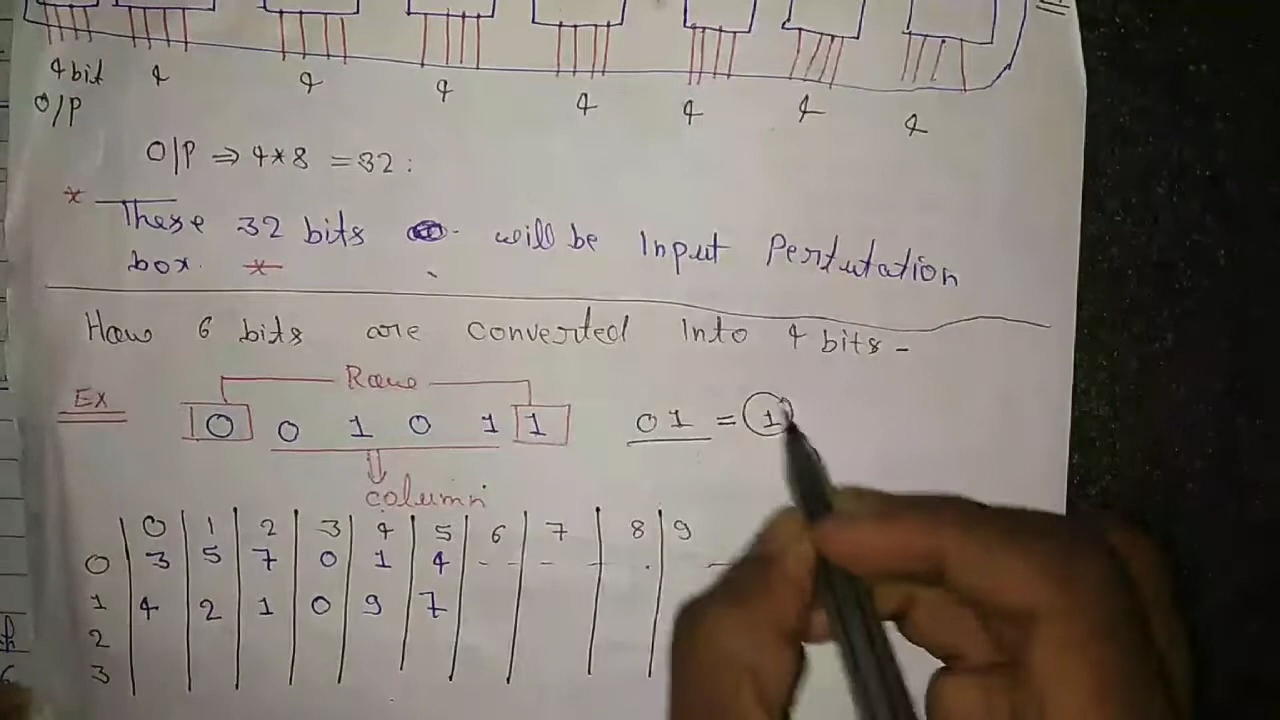 4 bit 4 4 4 4 4 4 4
O/P
O/P ⇒ 4*8 = 32:
* These 32 bits will be Input Pertutation
box. *
How 6 bits are converted Into 4 bits -
Ex
Rowe
0 0 1 0 1 1 01 = 1
column
0 1 2 3 4 5 6 7 8 9
0 3 5 7 0 1 4 - - - . -
1 4 2 1 0 9 7
2
3